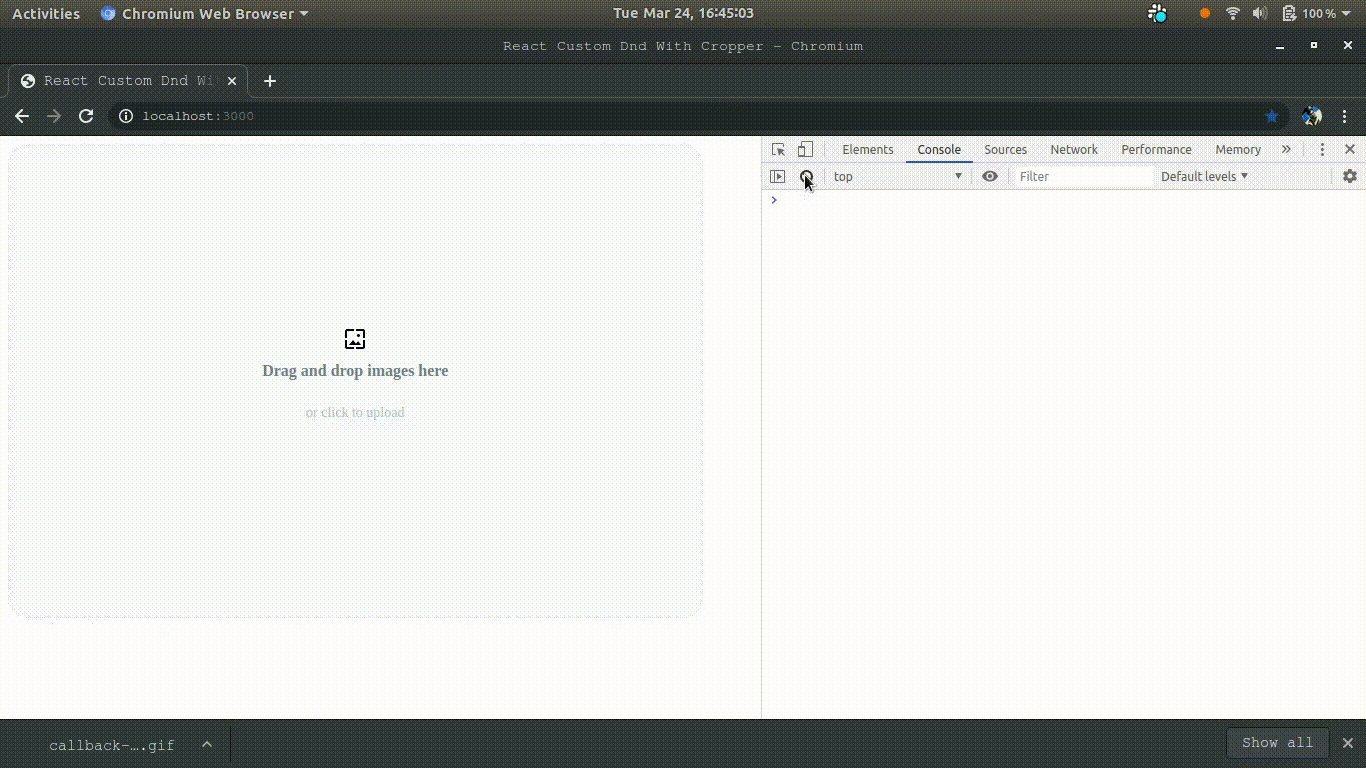 Activities Chromium Web Browser Tue Mar 24, 16:45:03 100%
React Custom Dnd With Cropper - Chromium
React Custom Dnd Wi
localhost:3000
Elements Console Sources Network Performance Memory »
top Filter Default levels
Drag and drop images here
or click to upload
callback-….gif Show all